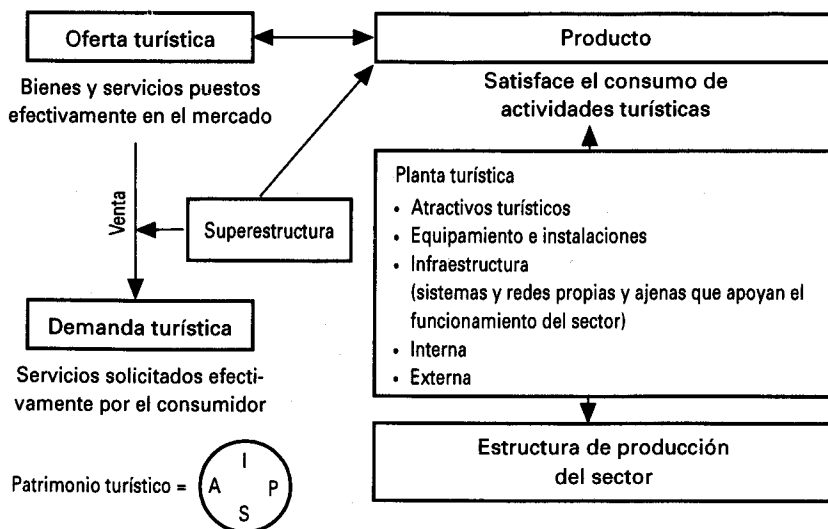 Oferta turística
Bienes y servicios puestos
efectivamente en el mercado
Venta
Superestructura
Demanda turística
Servicios solicitados efecti-
vamente por el consumidor
Patrimonio turístico =
I
A P
S
Producto
Satisface el consumo de
actividades turísticas
Planta turística
• Atractivos turísticos
• Equipamiento e instalaciones
• Infraestructura
(sistemas y redes propias y ajenas que apoyan el
funcionamiento del sector)
• Interna
• Externa
Estructura de producción
del sector